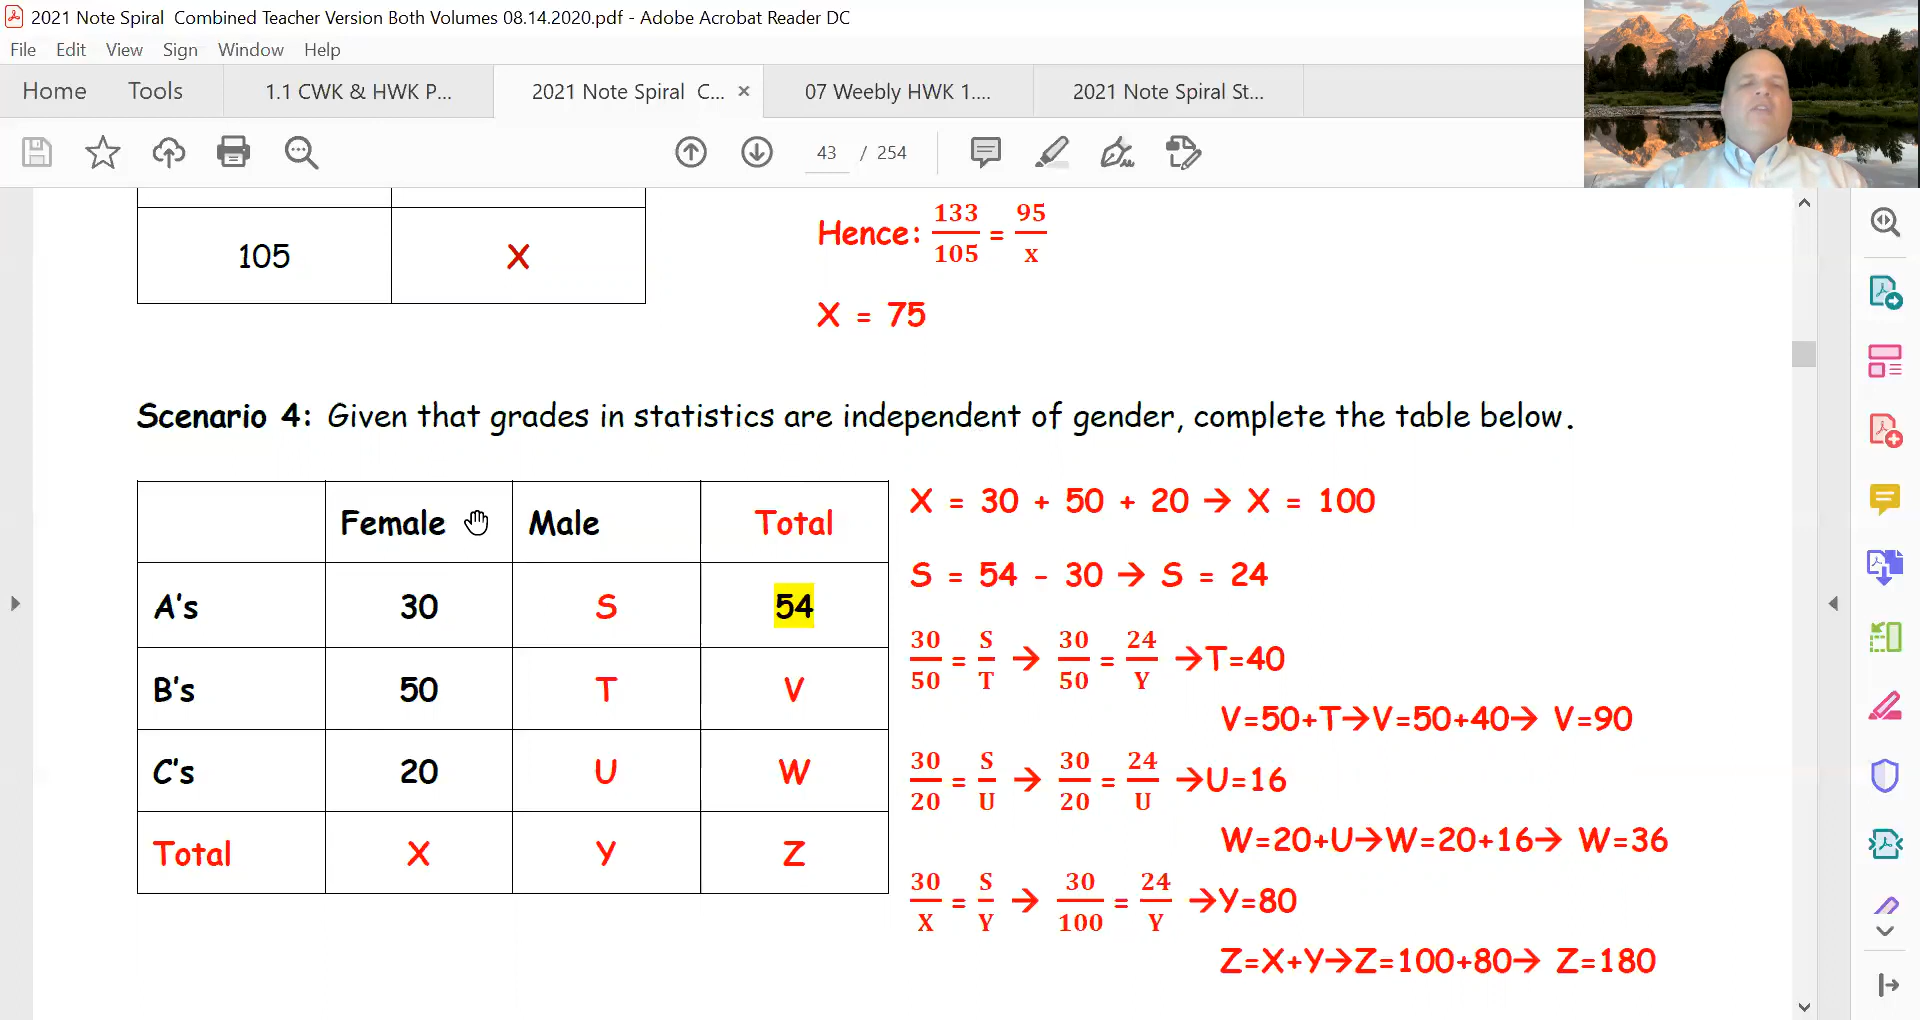 2021 Note Spiral  Combined Teacher Version Both Volumes 08.14.2020.pdf - Adobe Acrobat Reader DC
File Edit View Sign Window Help
Home Tools 1.1 CWK & HWK P... 2021 Note Spiral  C... × 07 Weebly HWK 1.... 2021 Note Spiral St...
43 / 254
105 X
Hence: 133/105 = 95/x
X = 75
Scenario 4: Given that grades in statistics are independent of gender, complete the table below.
Female Male Total
A's 30 S 54
B's 50 T V
C's 20 U W
Total X Y Z
X = 30 + 50 + 20 → X = 100
S = 54 - 30 → S = 24
30/50 = S/T → 30/50 = 24/Y →T=40
V=50+T→V=50+40→ V=90
30/20 = S/U → 30/20 = 24/U →U=16
W=20+U→W=20+16→ W=36
30/X = S/Y → 30/100 = 24/Y →Y=80
Z=X+Y→Z=100+80→ Z=180